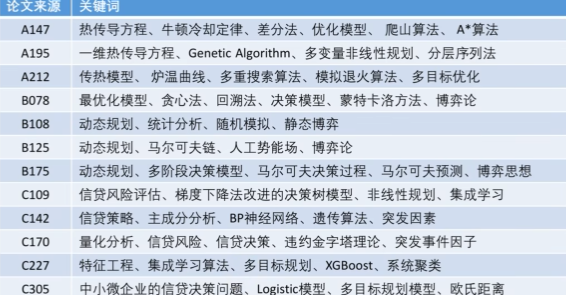 论文来源 关键词
A147 热传导方程、牛顿冷却定律、差分法、优化模型、 爬山算法、 A*算法
A195 一维热传导方程、Genetic Algorithm、多变量非线性规划、分层序列法
A212 传热模型、 炉温曲线、多重搜索算法、模拟退火算法、多目标优化
B078 最优化模型、贪心法、回溯法、决策模型、蒙特卡洛方法、博弈论
B108 动态规划、统计分析、随机模拟、静态博弈
B125 动态规划、马尔可夫链、人工势能场、博弈论
B175 动态规划、多阶段决策模型、马尔可夫决策过程、马尔可夫预测、博弈思想
C109 信贷风险评估、梯度下降法改进的决策树模型、非线性规划、集成学习
C142 信贷策略、主成分分析、BP神经网络、遗传算法、突发因素
C170 量化分析、信贷风险、信贷决策、违约金字塔理论、突发事件因子
C227 特征工程、集成学习算法、多目标规划、XGBoost、系统聚类
C305 中小微企业的信贷决策问题、Logistic模型、多目标规划模型、欧氏距离